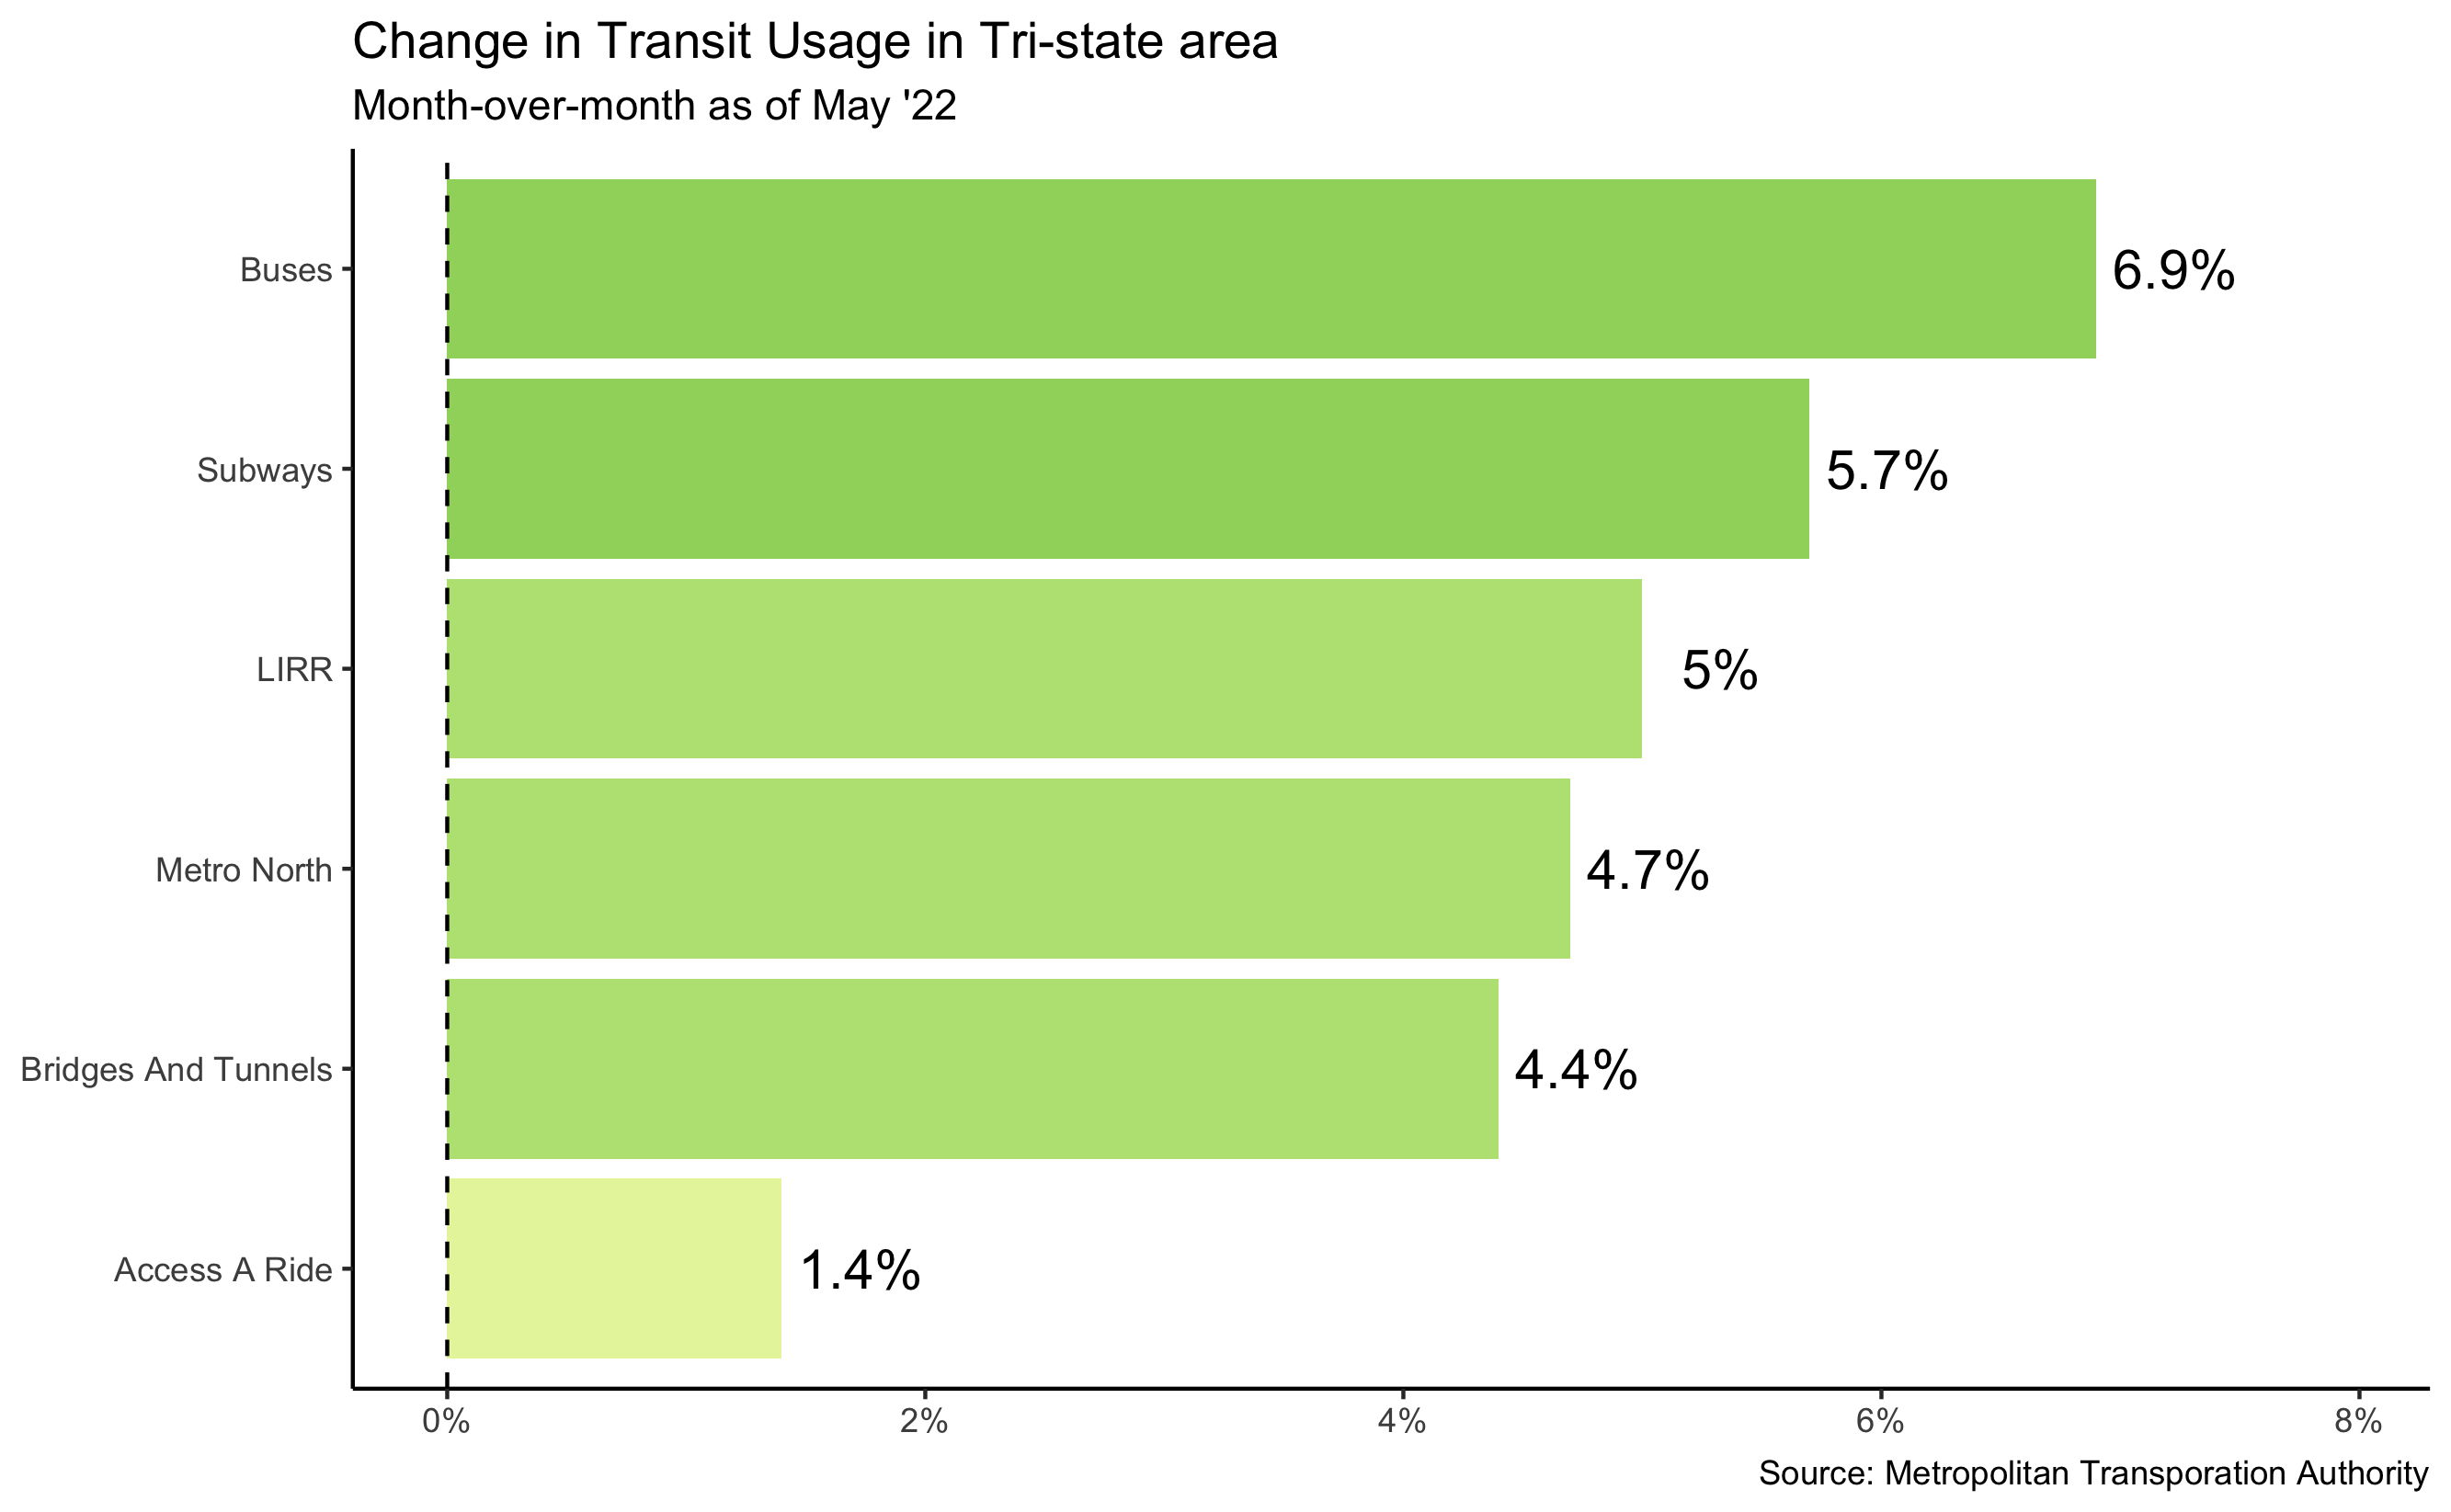 Change in Transit Usage in Tri-state area
Month-over-month as of May '22
Buses
6.9%
Subways
5.7%
LIRR
5%
Metro North
4.7%
Bridges And Tunnels
4.4%
Access A Ride
1.4%
0% 2% 4% 6% 8%
Source: Metropolitan Transporation Authority